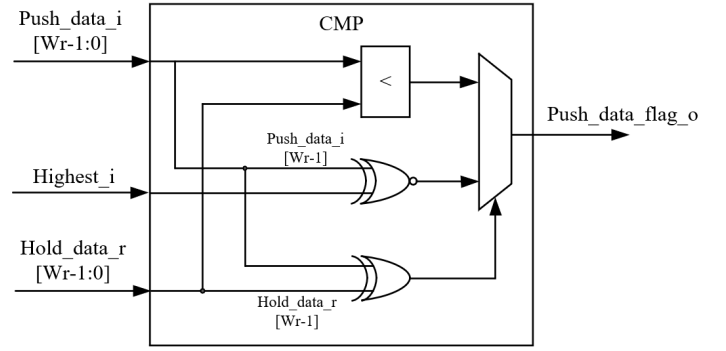 Push_data_i
[Wr-1:0]
CMP
<
Push_data_flag_o
Push_data_i
[Wr-1]
Highest_i
Hold_data_r
[Wr-1:0]
Hold_data_r
[Wr-1]